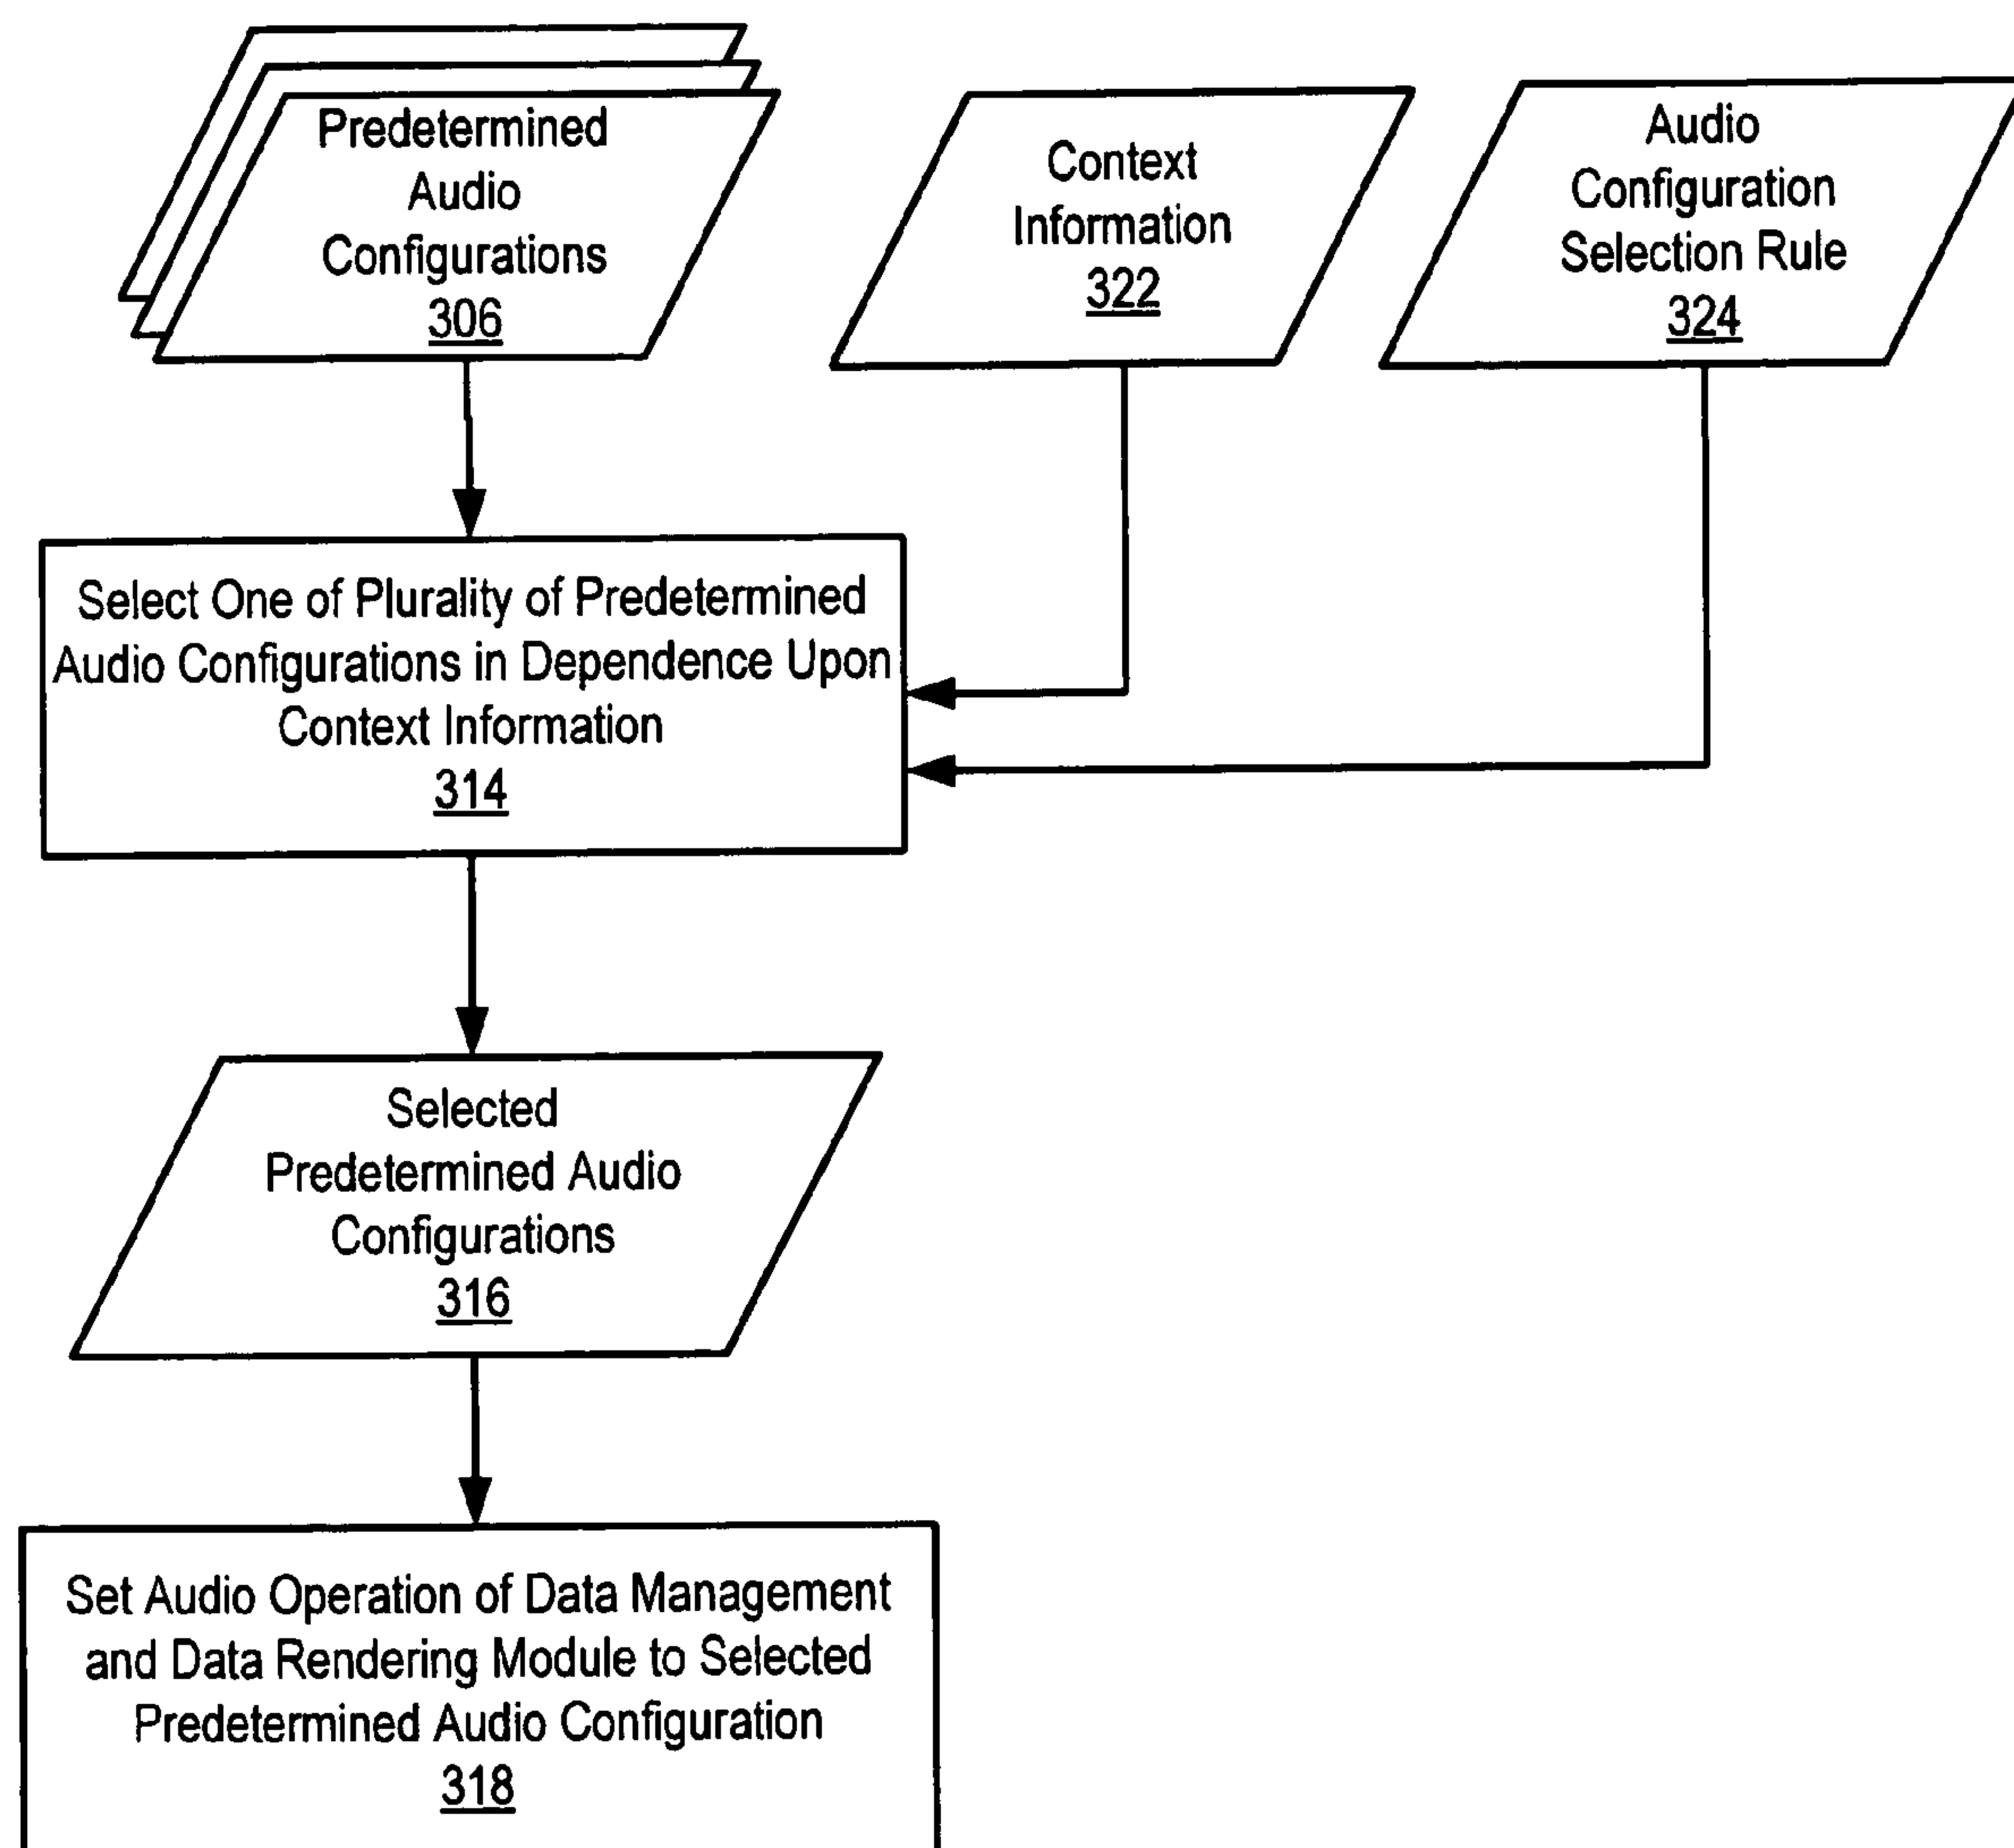 Predetermined
Audio
Configurations
306
Context
Information
322
Audio
Configuration
Selection Rule
324
Select One of Plurality of Predetermined
Audio Configurations in Dependence Upon
Context Information
314
Selected
Predetermined Audio
Configurations
316
Set Audio Operation of Data Management
and Data Rendering Module to Selected
Predetermined Audio Configuration
318